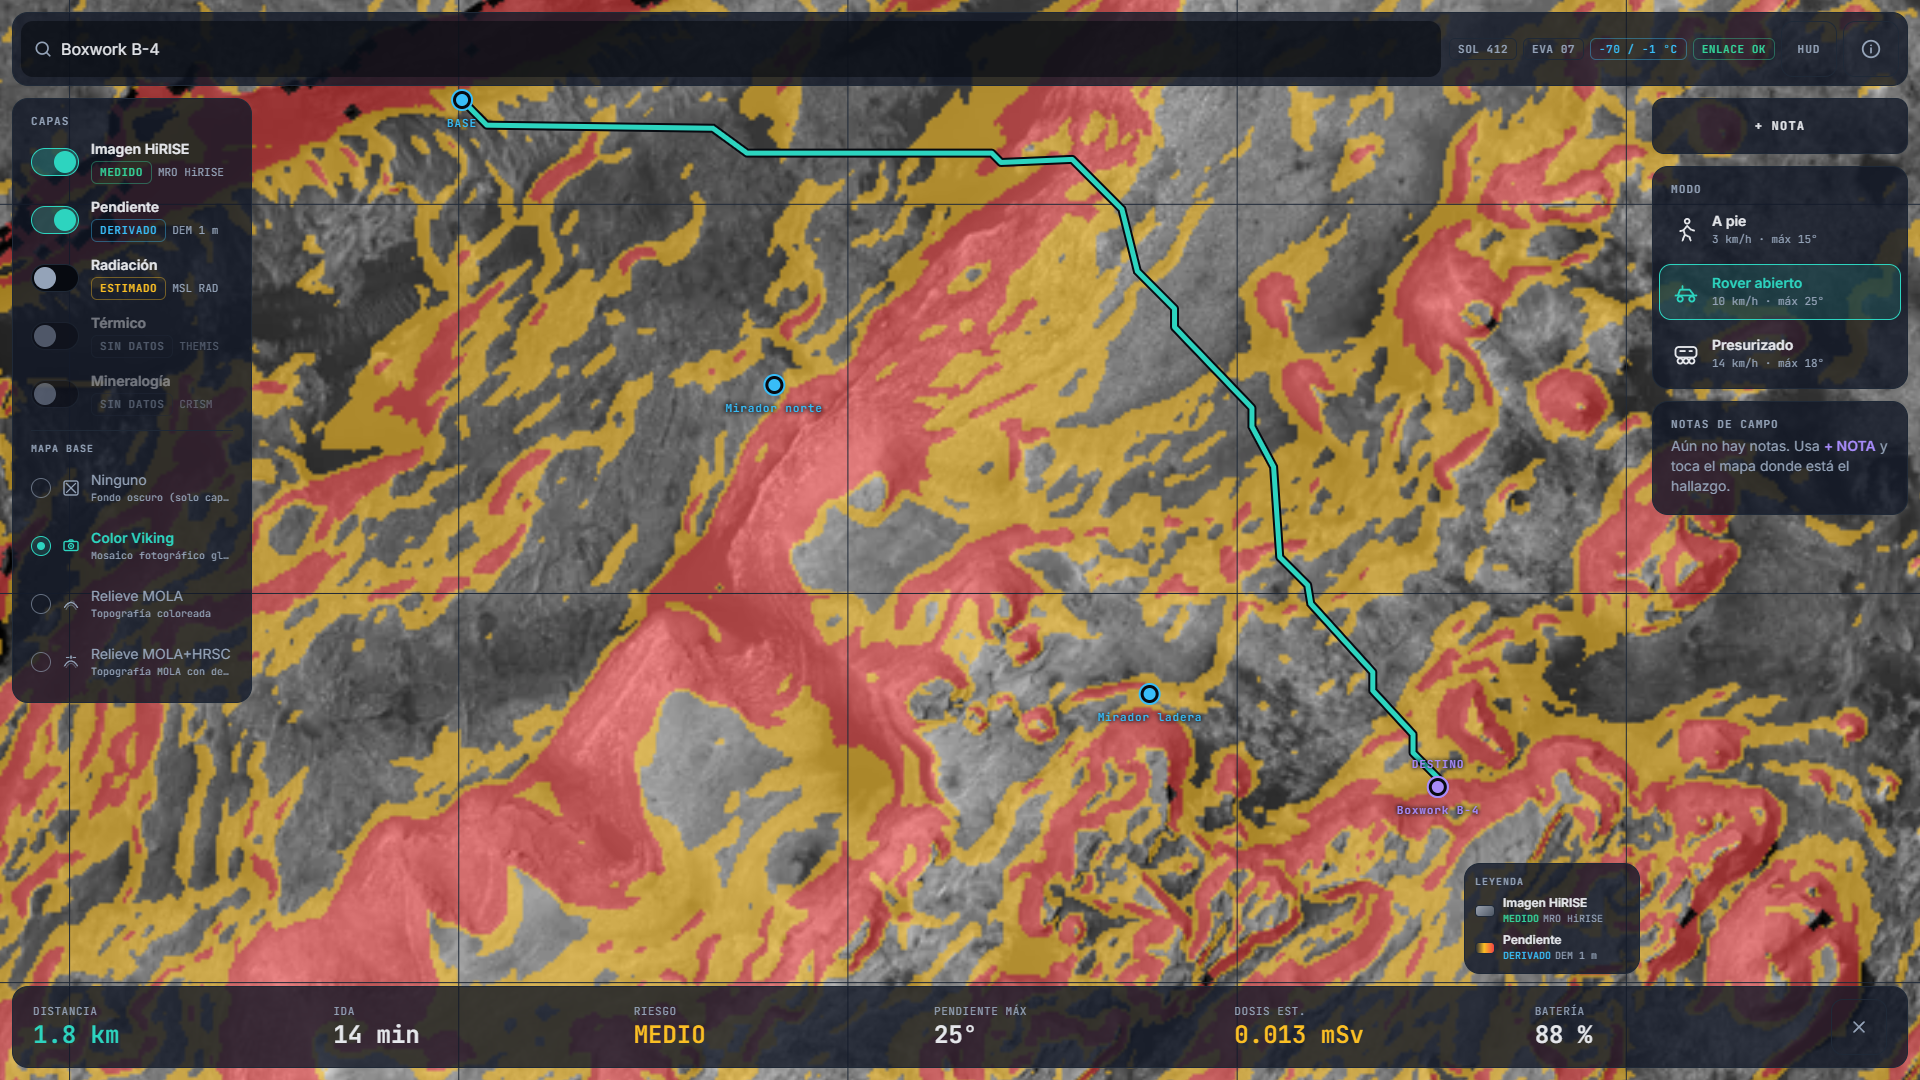 Boxwork B-4
SOL 412
EVA 07
-70 / -1 °C
ENLACE OK
HUD
CAPAS
Imagen HiRISE
MEDIDO MRO HiRISE
Pendiente
DERIVADO DEM 1 m
Radiación
ESTIMADO MSL RAD
Térmico
SIN DATOS THEMIS
Mineralogía
SIN DATOS CRISM
MAPA BASE
Ninguno
Fondo oscuro (solo cap…
Color Viking
Mosaico fotográfico gl…
Relieve MOLA
Topografía coloreada
Relieve MOLA+HRSC
Topografía MOLA con de…
BASE
Mirador norte
Mirador ladera
DESTINO
Boxwork B-4
+ NOTA
MODO
A pie
3 km/h · máx 15°
Rover abierto
10 km/h · máx 25°
Presurizado
14 km/h · máx 18°
NOTAS DE CAMPO
Aún no hay notas. Usa + NOTA y
toca el mapa donde está el
hallazgo.
LEYENDA
Imagen HiRISE
MEDIDO MRO HiRISE
Pendiente
DERIVADO DEM 1 m
DISTANCIA
1.8 km
IDA
14 min
RIESGO
MEDIO
PENDIENTE MÁX
25°
DOSIS EST.
0.013 mSv
BATERÍA
88 %